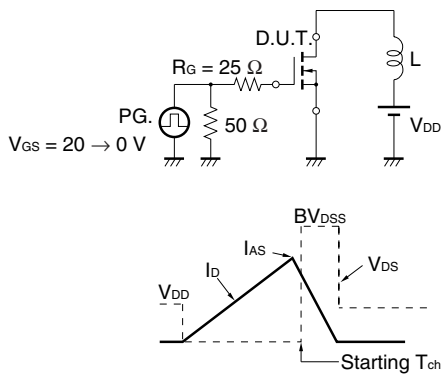 D.U.T.
RG = 25 Ω
L
PG.
50 Ω
VDD
VGS = 20 → 0 V
BVDSS
IAS
ID
VDS
VDD
Starting Tch